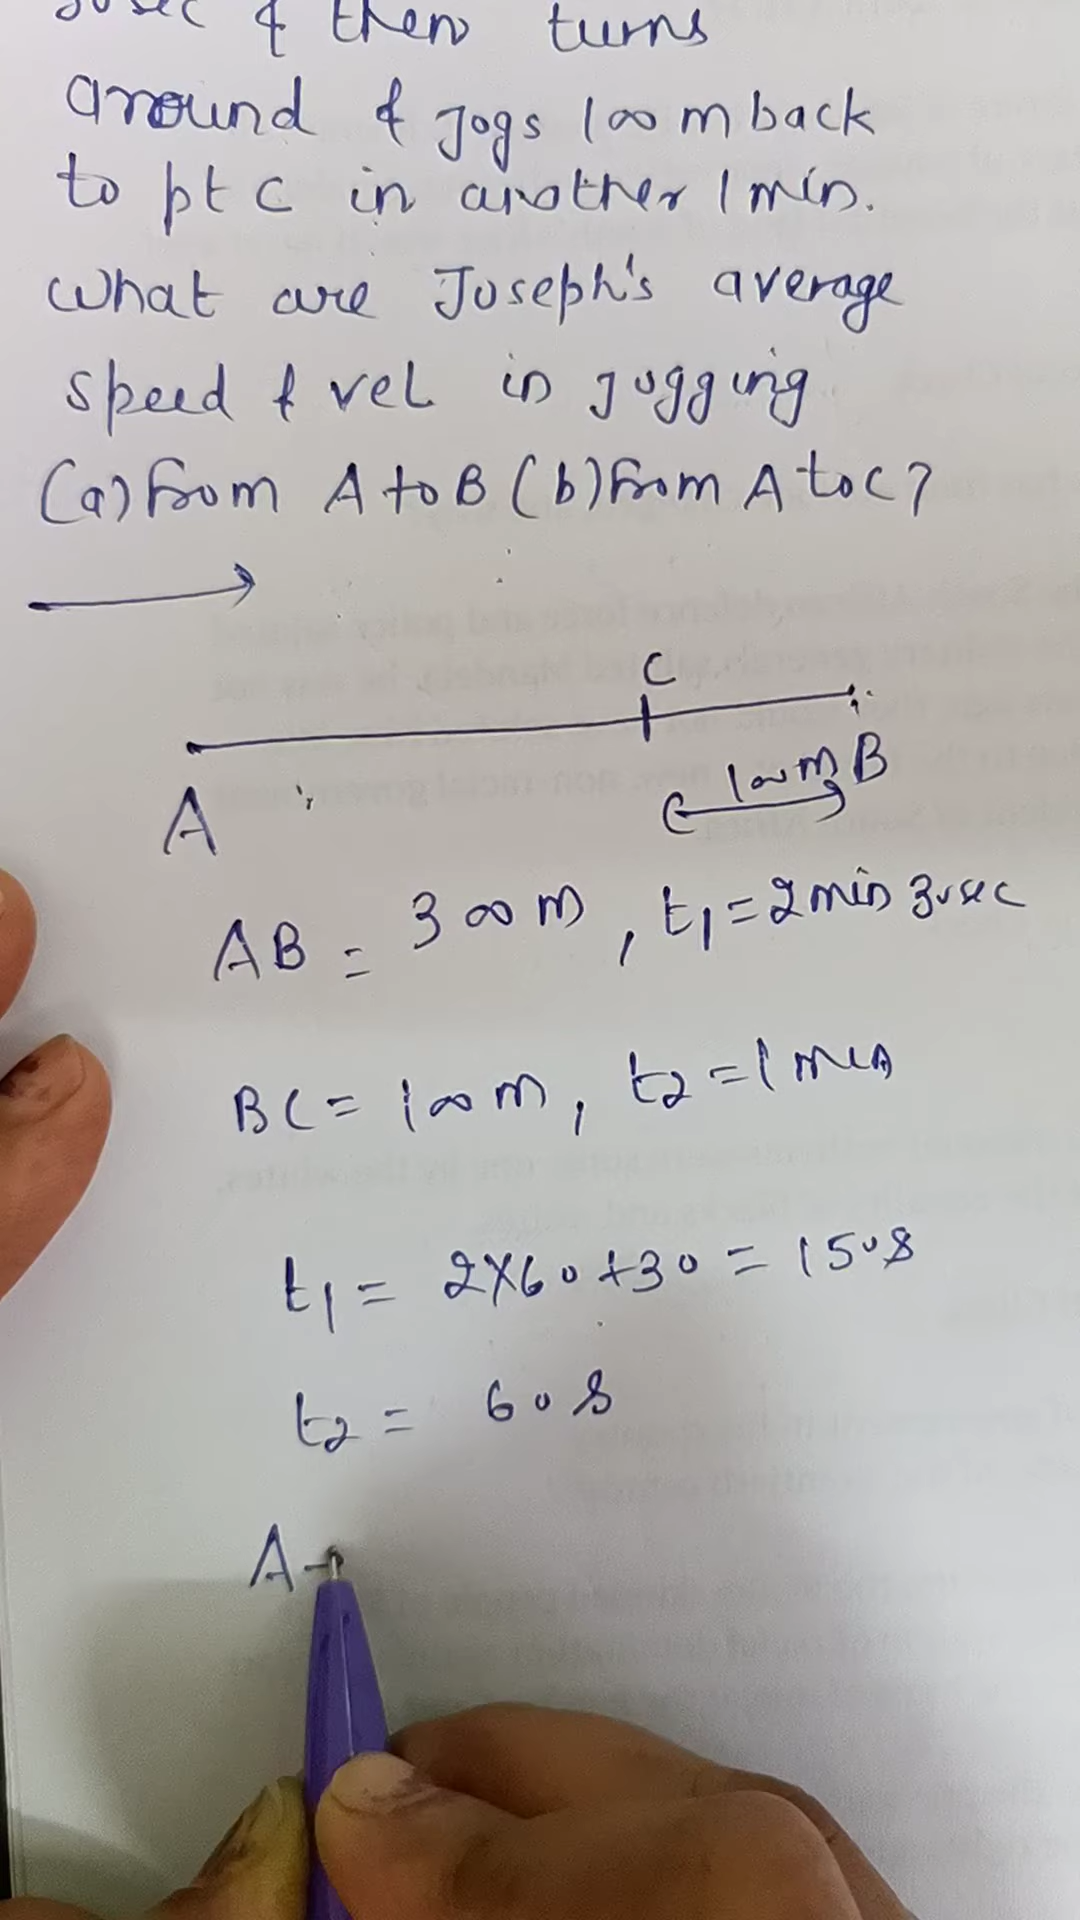 30 sec & then turns
around & Jogs 100 m back
to pt C in another 1 min.
What are Joseph's average
speed & vel in jogging
(a) from A to B (b) from A to C?
C
100 m B
A
AB = 300 m, t1 = 2 min 30 sec
BC = 100 m, t2 = 1 min
t1 = 2×60+30 = 150 s
t2 = 60 s
A